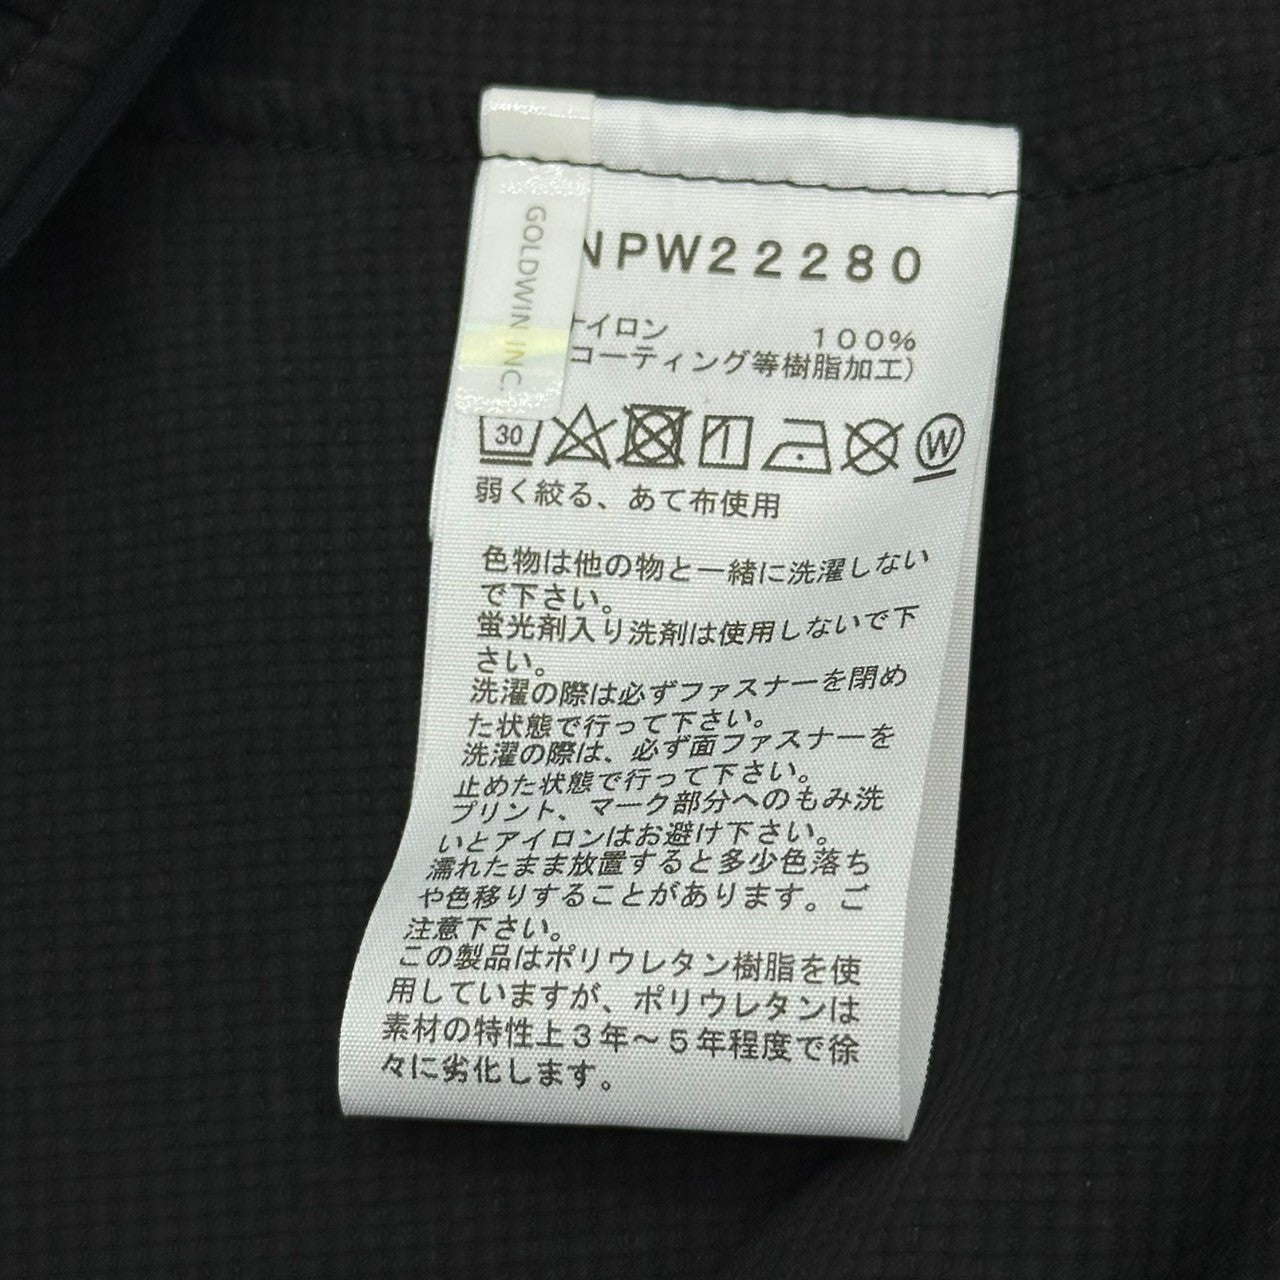 GOLDWIN INC.
NPW22280
ナイロン 100%
コーティング等樹脂加工)
30
W
弱く絞る、あて布使用
色物は他の物と一緒に洗濯しない
で下さい。
蛍光剤入り洗剤は使用しないで下
さい。
洗濯の際は必ずファスナーを閉め
た状態で行って下さい。
洗濯の際は、必ず面ファスナーを
止めた状態で行って下さい。
プリント、マーク部分へのもみ洗
いとアイロンはお避け下さい。
濡れたまま放置すると多少色落ち
や色移りすることがあります。ご
注意下さい。
この製品はポリウレタン樹脂を使
用していますが、ポリウレタンは
素材の特性上3年～5年程度で徐
々に劣化します。